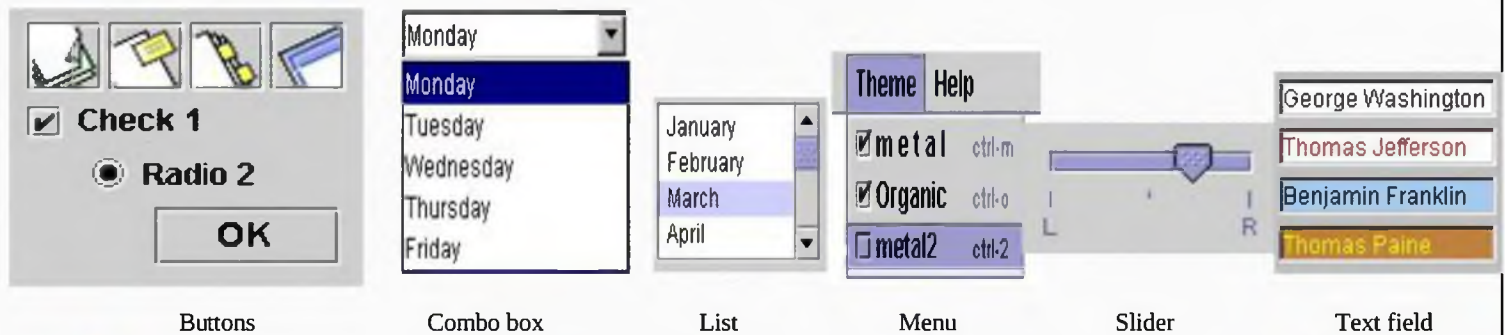 Check 1
Radio 2
OK
Monday
Monday
Tuesday
Wednesday
Thursday
Friday
January
February
March
April
Theme Help
metal ctrl-m
Organic ctrl-o
metal2 ctrl-2
L R
George Washington
Thomas Jefferson
Benjamin Franklin
Thomas Paine
Buttons Combo box List Menu Slider Text field